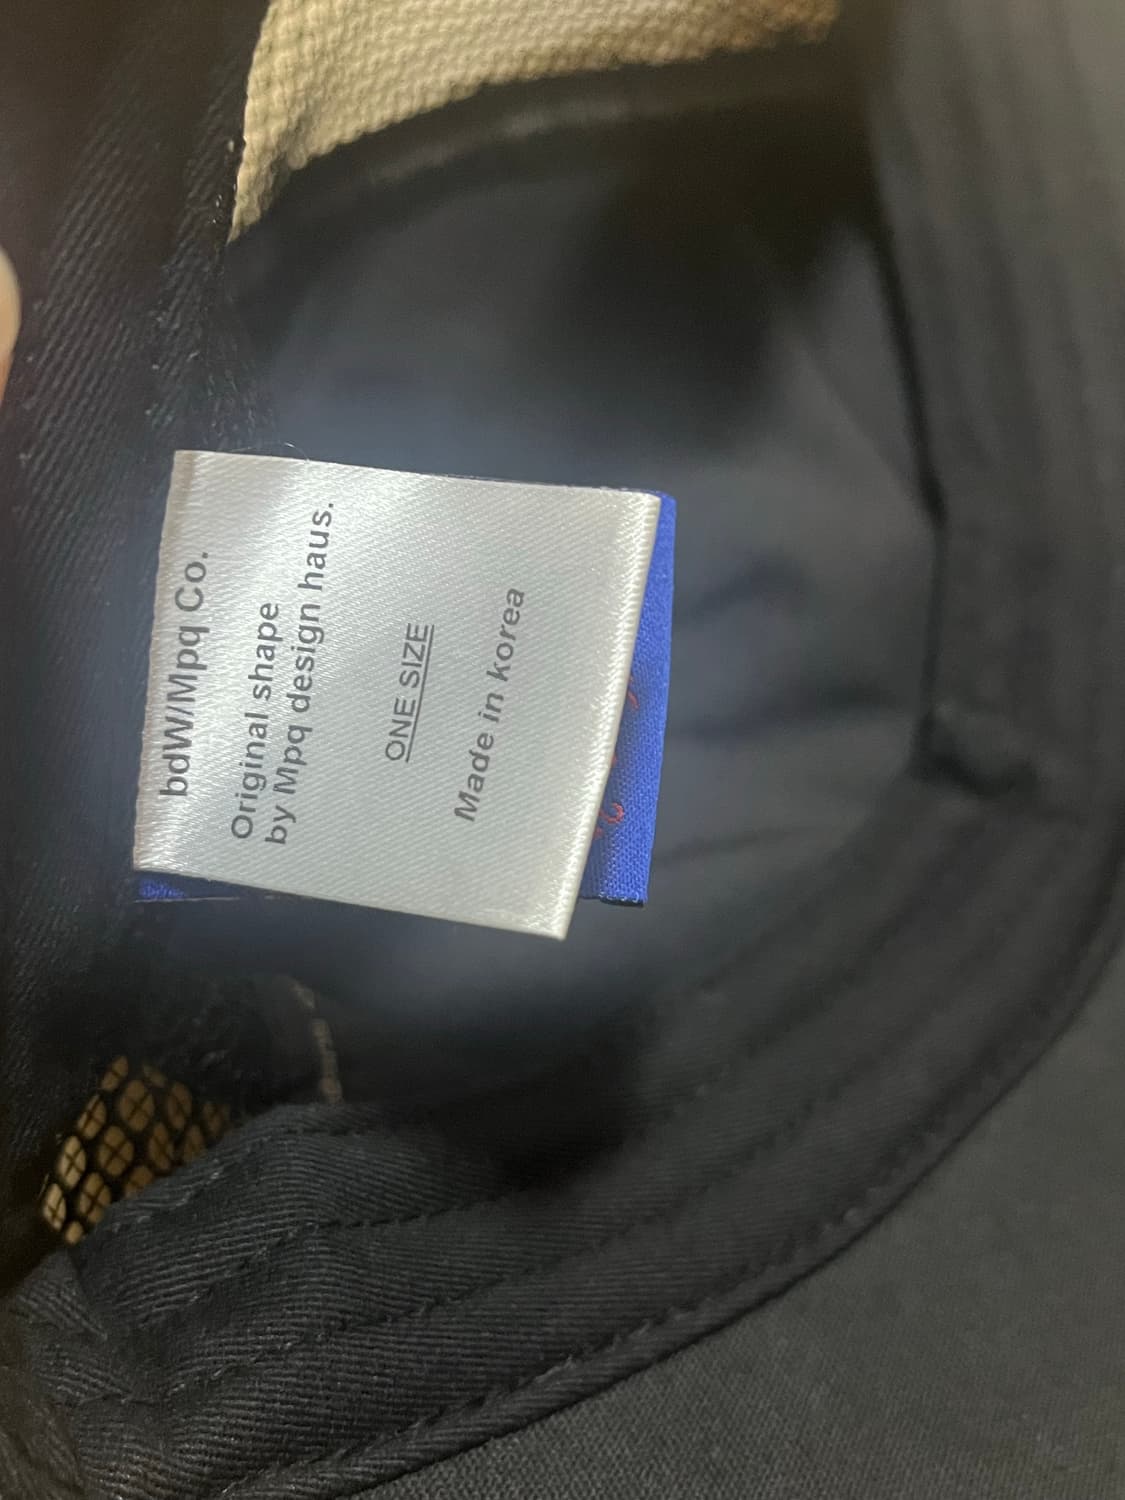 bdW/Mpq Co.
Original shape
by Mpq design haus.
ONE SIZE
Made in korea